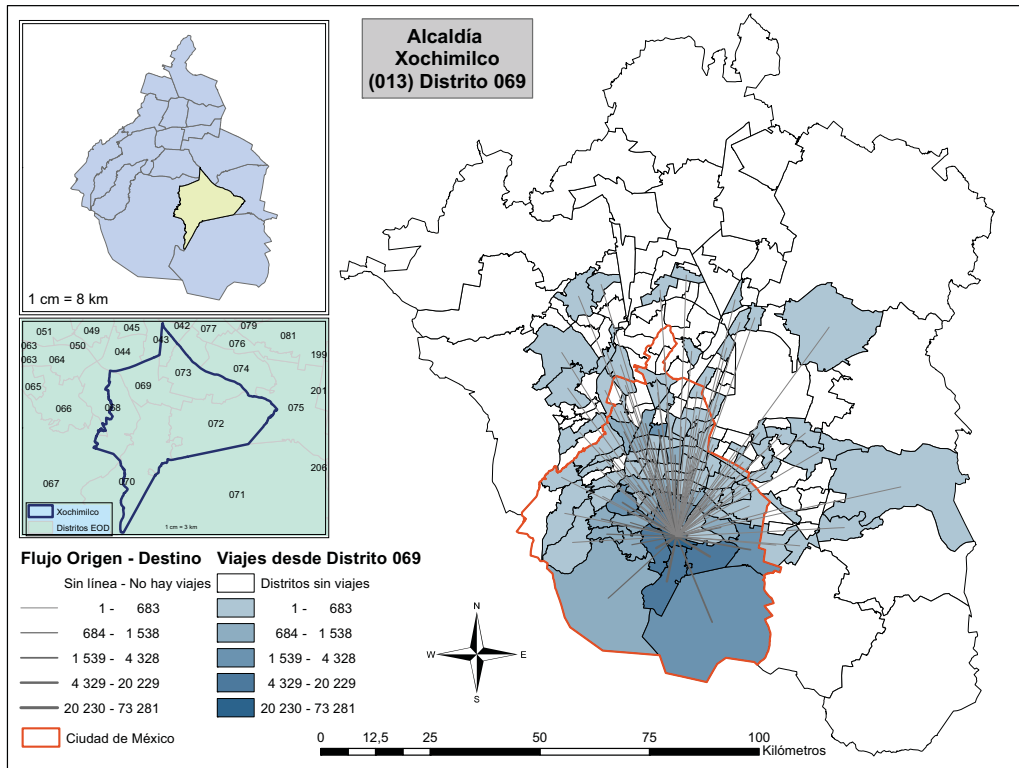 Alcaldía
Xochimilco
(013) Distrito 069
1 cm = 8 km
051
049
045
042
077
079
043
081
063
050
044
076
199
063
064
073
074
069
201
065
066
068
075
072
067
070
071
206
Xochimilco
Distritos EOD
1 cm = 3 km
Flujo Origen - Destino
Sin línea - No hay viajes
1 - 683
684 - 1 538
1 539 - 4 328
4 329 - 20 229
20 230 - 73 281
Ciudad de México
Viajes desde Distrito 069
Distritos sin viajes
1 - 683
684 - 1 538
1 539 - 4 328
4 329 - 20 229
20 230 - 73 281
N
W E
S
0 12,5 25 50 75 100
Kilómetros